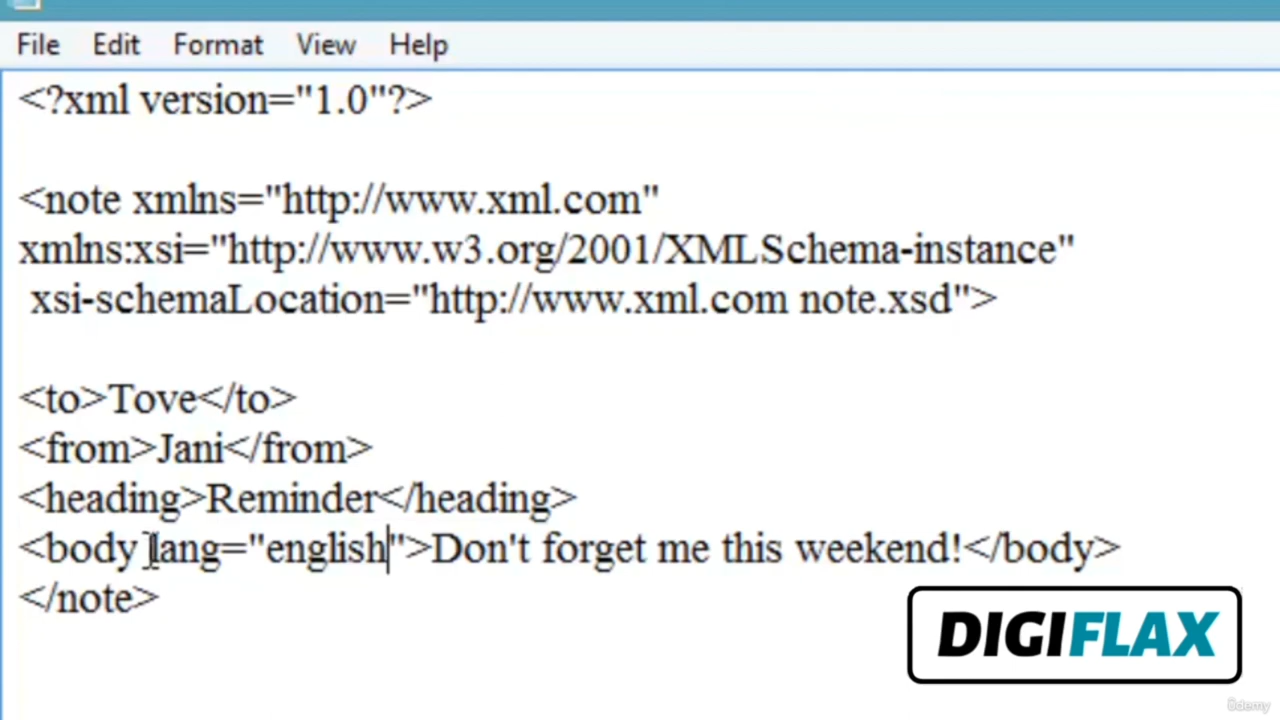 File Edit Format View Help
<?xml version="1.0"?>
<note xmlns="http://www.xml.com"
xmlns:xsi="http://www.w3.org/2001/XMLSchema-instance"
xsi-schemaLocation="http://www.xml.com note.xsd">
<to>Tove</to>
<from>Jani</from>
<heading>Reminder</heading>
<body lang="english">Don't forget me this weekend!</body>
</note>
DIGIFLAX
ûdemy